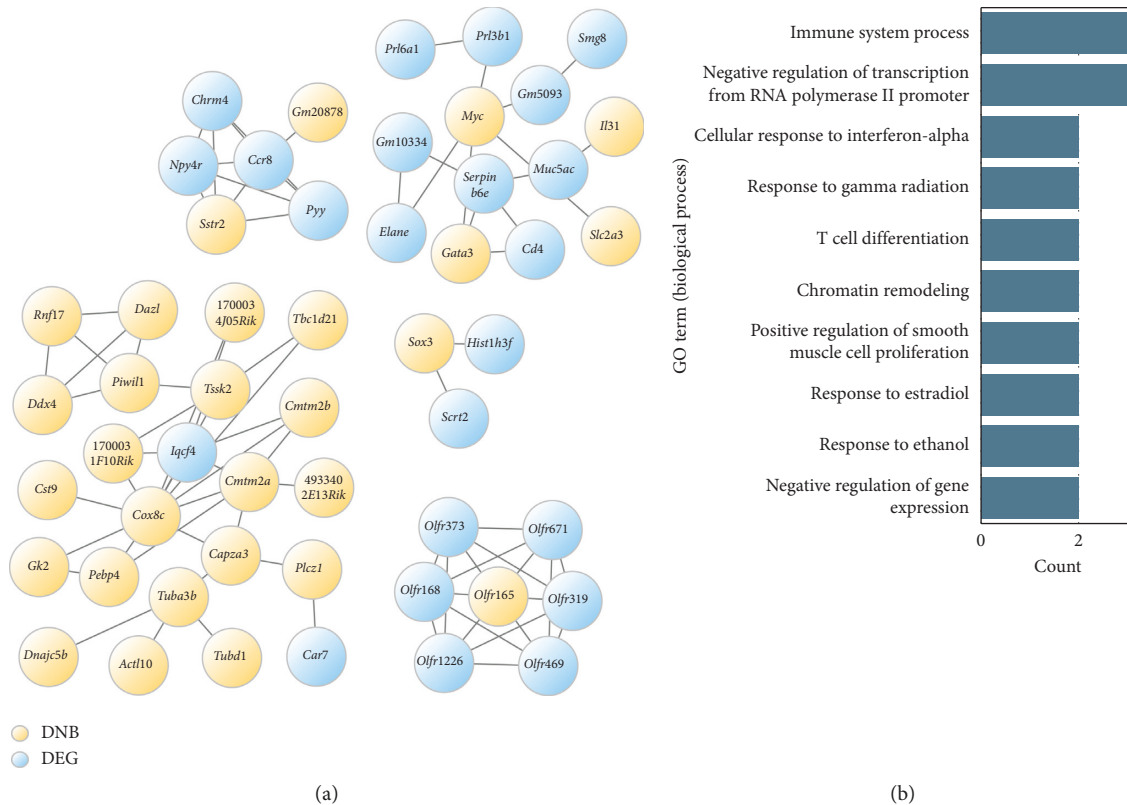 Chrm4
Gm20878
Npy4r
Ccr8
Sstr2
Pyy
Prl6a1
Prl3b1
Smg8
Gm5093
Myc
Il31
Gm10334
Serpin
b6e
Muc5ac
Elane
Gata3
Cd4
Slc2a3
Rnf17
Dazl
170003
4J05Rik
Tbc1d21
Ddx4
Piwil1
Tssk2
Cmtm2b
170003
1F10Rik
Iqcf4
Cst9
Cmtm2a
493340
2E13Rik
Cox8c
Gk2
Pebp4
Capza3
Plcz1
Tuba3b
Dnajc5b
Actl10
Tubd1
Car7
Sox3
Hist1h3f
Scrt2
Olfr373
Olfr671
Olfr168
Olfr165
Olfr319
Olfr1226
Olfr469
DNB
DEG
(a)
GO term (biological process)
Immune system process
Negative regulation of transcription
from RNA polymerase II promoter
Cellular response to interferon-alpha
Response to gamma radiation
T cell differentiation
Chromatin remodeling
Positive regulation of smooth
muscle cell proliferation
Response to estradiol
Response to ethanol
Negative regulation of gene
expression
0
2
Count
(b)